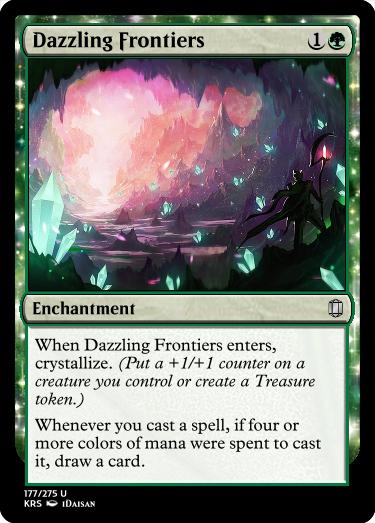 Dazzling Frontiers 1
Enchantment
When Dazzling Frontiers enters,
crystallize. (Put a +1/+1 counter on a
creature you control or create a Treasure
token.)
Whenever you cast a spell, if four or
more colors of mana were spent to cast
it, draw a card.
177/275 U
KRS iDaisan